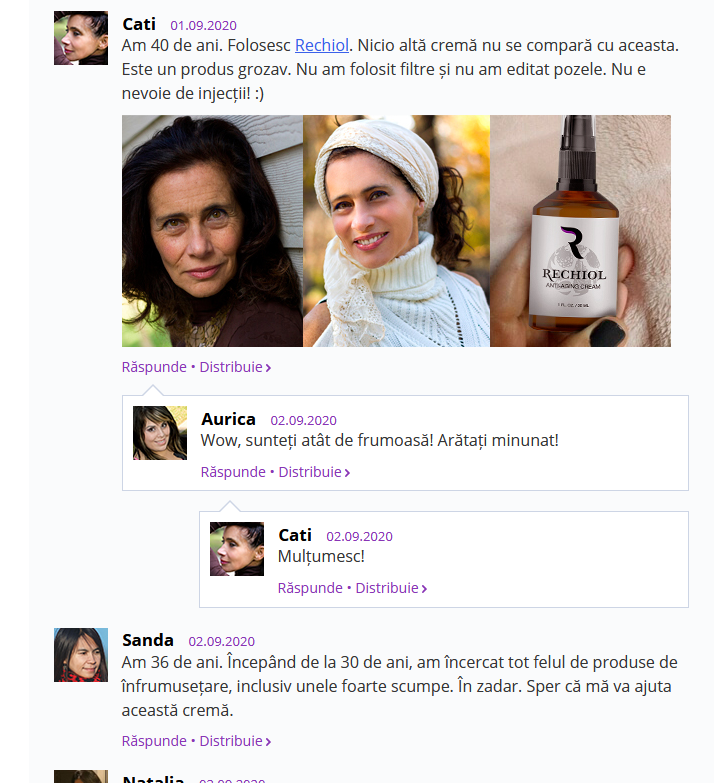 Cati 01.09.2020
Am 40 de ani. Folosesc Rechiol. Nicio altă cremă nu se compară cu aceasta.
Este un produs grozav. Nu am folosit filtre și nu am editat pozele. Nu e
nevoie de injecții! :)
RECHIOL
ANTI-AGING CREAM
1 FL. OZ. / 30 ML
Răspunde • Distribuie
Aurica 02.09.2020
Wow, sunteți atât de frumoasă! Arătați minunat!
Răspunde • Distribuie
Cati 02.09.2020
Mulțumesc!
Răspunde • Distribuie
Sanda 02.09.2020
Am 36 de ani. Începând de la 30 de ani, am încercat tot felul de produse de
înfrumusețare, inclusiv unele foarte scumpe. În zadar. Sper că mă va ajuta
această cremă.
Răspunde • Distribuie
Natalia 02.09.2020